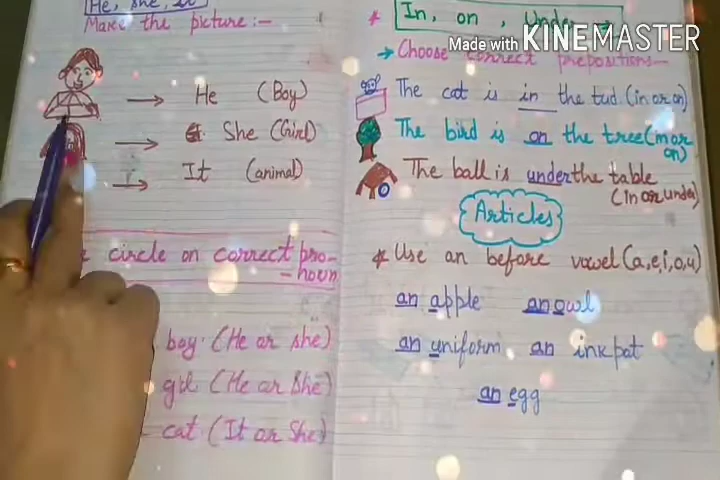 He, she, It
Make the picture :-
He (Boy)
She (Girl)
It (animal)
circle on correct pro-
-noun
boy. (He or she)
girl (He or She)
cat (It or She)
In, on, Under
Made with KINEMASTER
Choose correct prepositions-
The cat is in the tud. (in or on)
The bird is on the tree (in or
on)
The ball is under the table
(In or under)
Articles
* Use an before vowel (a,e,i,o,u)
an apple an owl
an uniform an inkpot
an egg